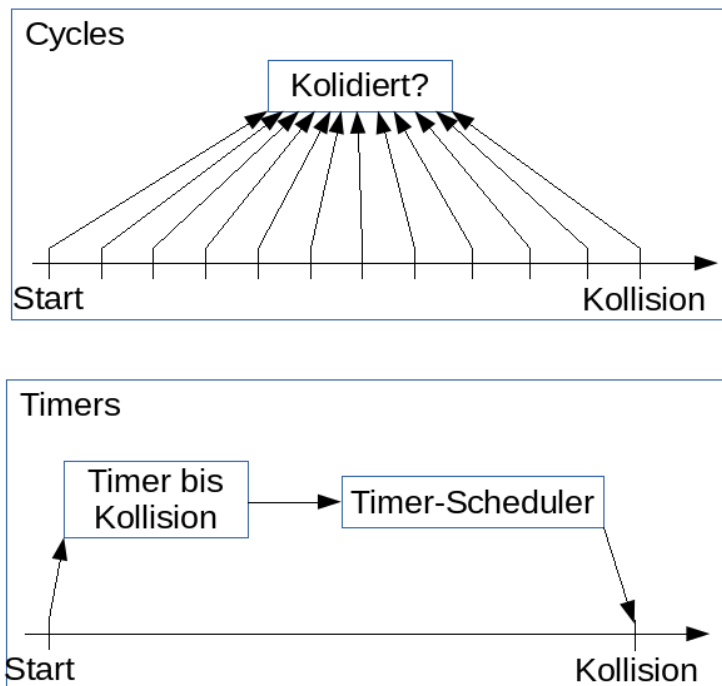 Cycles
Kolidiert?
Start
Kollision
Timers
Timer bis
Kollision
Timer-Scheduler
Start
Kollision